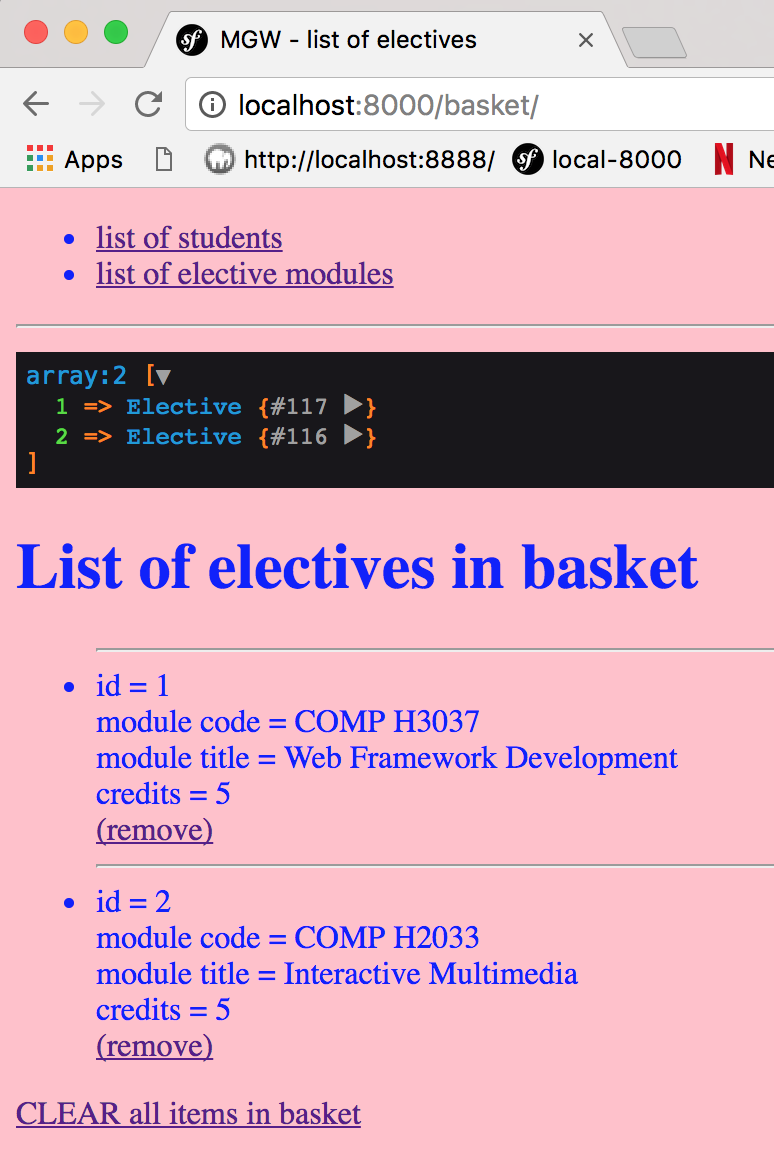 MGW - list of electives
localhost:8000/basket/
Apps http://localhost:8888/ local-8000
list of students
list of elective modules
array:2 [▼
1 => Elective {#117 ▶}
2 => Elective {#116 ▶}
]
List of electives in basket
id = 1
module code = COMP H3037
module title = Web Framework Development
credits = 5
(remove)
id = 2
module code = COMP H2033
module title = Interactive Multimedia
credits = 5
(remove)
CLEAR all items in basket